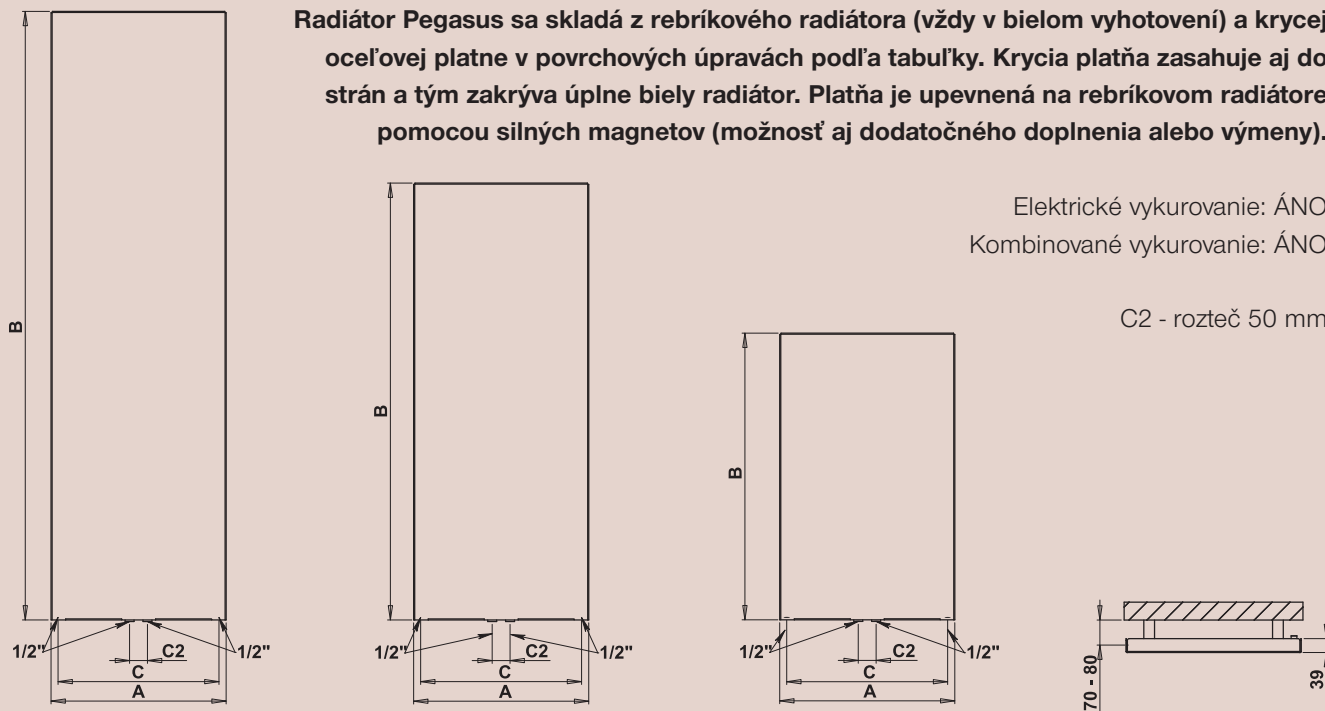 Radiátor Pegasus sa skladá z rebríkového radiátora (vždy v bielom vyhotovení) a krycej
oceľovej platne v povrchových úpravách podľa tabuľky. Krycia platňa zasahuje aj do
strán a tým zakrýva úplne biely radiátor. Platňa je upevnená na rebríkovom radiátore
pomocou silných magnetov (možnosť aj dodatočného doplnenia alebo výmeny).
Elektrické vykurovanie: ÁNO
Kombinované vykurovanie: ÁNO
C2 - rozteč 50 mm
B
1/2"
C2
1/2"
C
A
B
1/2"
C2
1/2"
C
A
B
1/2"
C2
1/2"
C
A
70 - 80
39